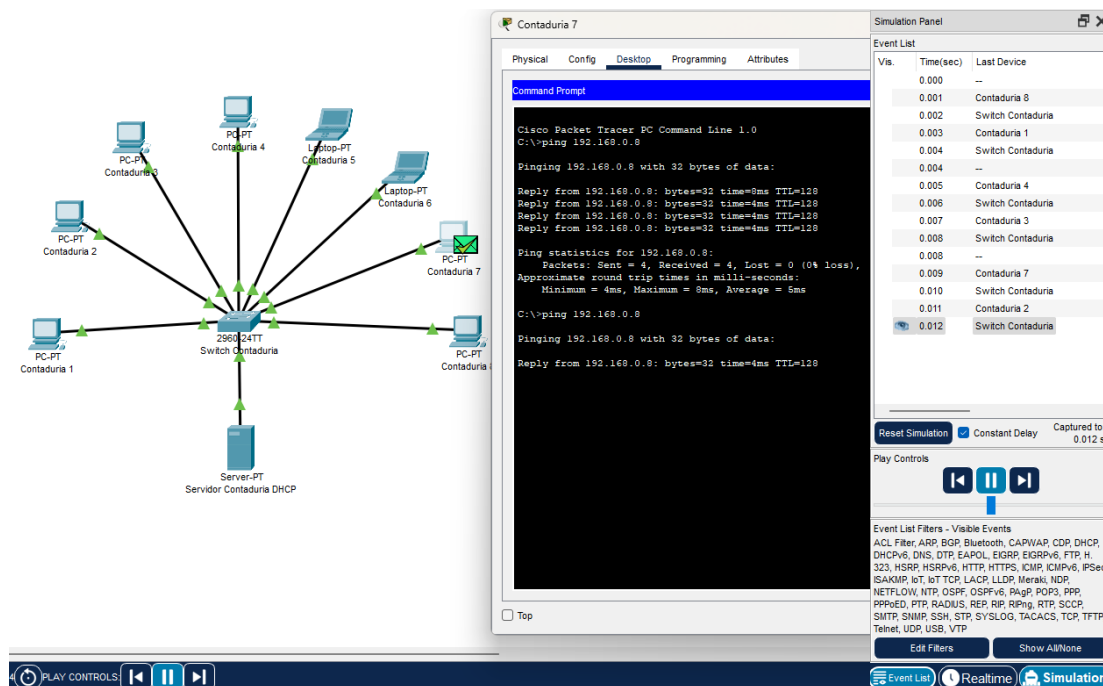 Contaduria 7
Physical Config Desktop Programming Attributes
Command Prompt
Cisco Packet Tracer PC Command Line 1.0
C:\>ping 192.168.0.8
Pinging 192.168.0.8 with 32 bytes of data:
Reply from 192.168.0.8: bytes=32 time=8ms TTL=128
Reply from 192.168.0.8: bytes=32 time=4ms TTL=128
Reply from 192.168.0.8: bytes=32 time=4ms TTL=128
Reply from 192.168.0.8: bytes=32 time=4ms TTL=128
Ping statistics for 192.168.0.8:
Packets: Sent = 4, Received = 4, Lost = 0 (0% loss),
Approximate round trip times in milli-seconds:
Minimum = 4ms, Maximum = 8ms, Average = 5ms
C:\>ping 192.168.0.8
Pinging 192.168.0.8 with 32 bytes of data:
Reply from 192.168.0.8: bytes=32 time=4ms TTL=128
Top
PC-PT
Contaduria 4
PC-PT
Contaduria 3
Laptop-PT
Contaduria 5
Laptop-PT
Contaduria 6
PC-PT
Contaduria 2
PC-PT
Contaduria 7
2960-24TT
Switch Contaduria
PC-PT
Contaduria 1
PC-PT
Contaduria
Server-PT
Servidor Contaduria DHCP
Simulation Panel
Event List
Vis. Time(sec) Last Device
0.000 --
0.001 Contaduria 8
0.002 Switch Contaduria
0.003 Contaduria 1
0.004 Switch Contaduria
0.004 --
0.005 Contaduria 4
0.006 Switch Contaduria
0.007 Contaduria 3
0.008 Switch Contaduria
0.008 --
0.009 Contaduria 7
0.010 Switch Contaduria
0.011 Contaduria 2
0.012 Switch Contaduria
Reset Simulation Constant Delay Captured to
0.012 s
Play Controls
Event List Filters - Visible Events
ACL Filter, ARP, BGP, Bluetooth, CAPWAP, CDP, DHCP,
DHCPv6, DNS, DTP, EAPOL, EIGRP, EIGRPv6, FTP, H.
323, HSRP, HSRPv6, HTTP, HTTPS, ICMP, ICMPv6, IPSec
ISAKMP, IoT, IoT TCP, LACP, LLDP, Meraki, NDP,
NETFLOW, NTP, OSPF, OSPFv6, PAgP, POP3, PPP,
PPPoED, PTP, RADIUS, REP, RIP, RIPng, RTP, SCCP,
SMTP, SNMP, SSH, STP, SYSLOG, TACACS, TCP, TFTP
Telnet, UDP, USB, VTP
Edit Filters Show All/None
PLAY CONTROLS:
Event List Realtime Simulation